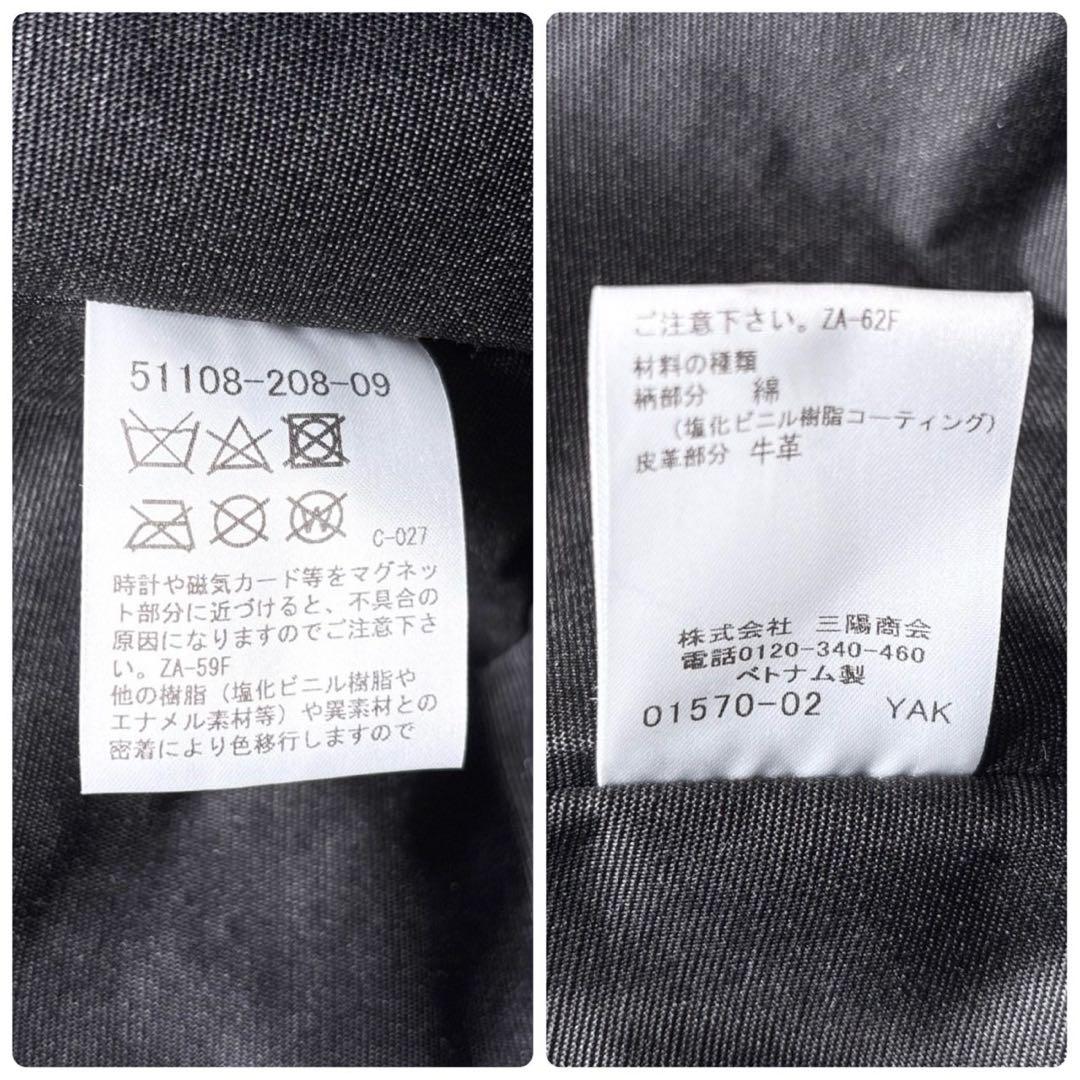 51108-208-09
W
C-027
時計や磁気カード等をマグネッ
ト部分に近づけると、不具合の
原因になりますのでご注意下さ
い。ZA-59F
他の樹脂（塩化ビニル樹脂や
エナメル素材等）や異素材との
密着により色移行しますので
ご注意下さい。ZA-62F
材料の種類
柄部分 綿
（塩化ビニル樹脂コーティング）
皮革部分 牛革
株式会社 三陽商会
電話0120-340-460
ベトナム製
01570-02 YAK